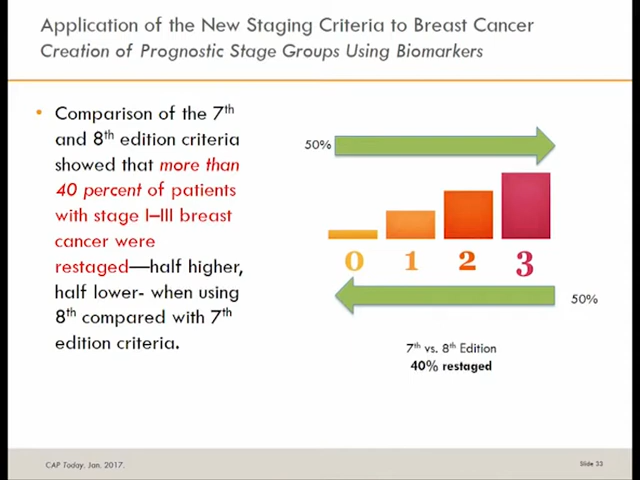 Application of the New Staging Criteria to Breast Cancer
Creation of Prognostic Stage Groups Using Biomarkers
• Comparison of the 7th
and 8th edition criteria
showed that more than
40 percent of patients
with stage I–III breast
cancer were
restaged—half higher,
half lower- when using
8th compared with 7th
edition criteria.
50%
0 1 2 3
50%
7th vs. 8th Edition
40% restaged
CAP Today. Jan. 2017.
Slide 33